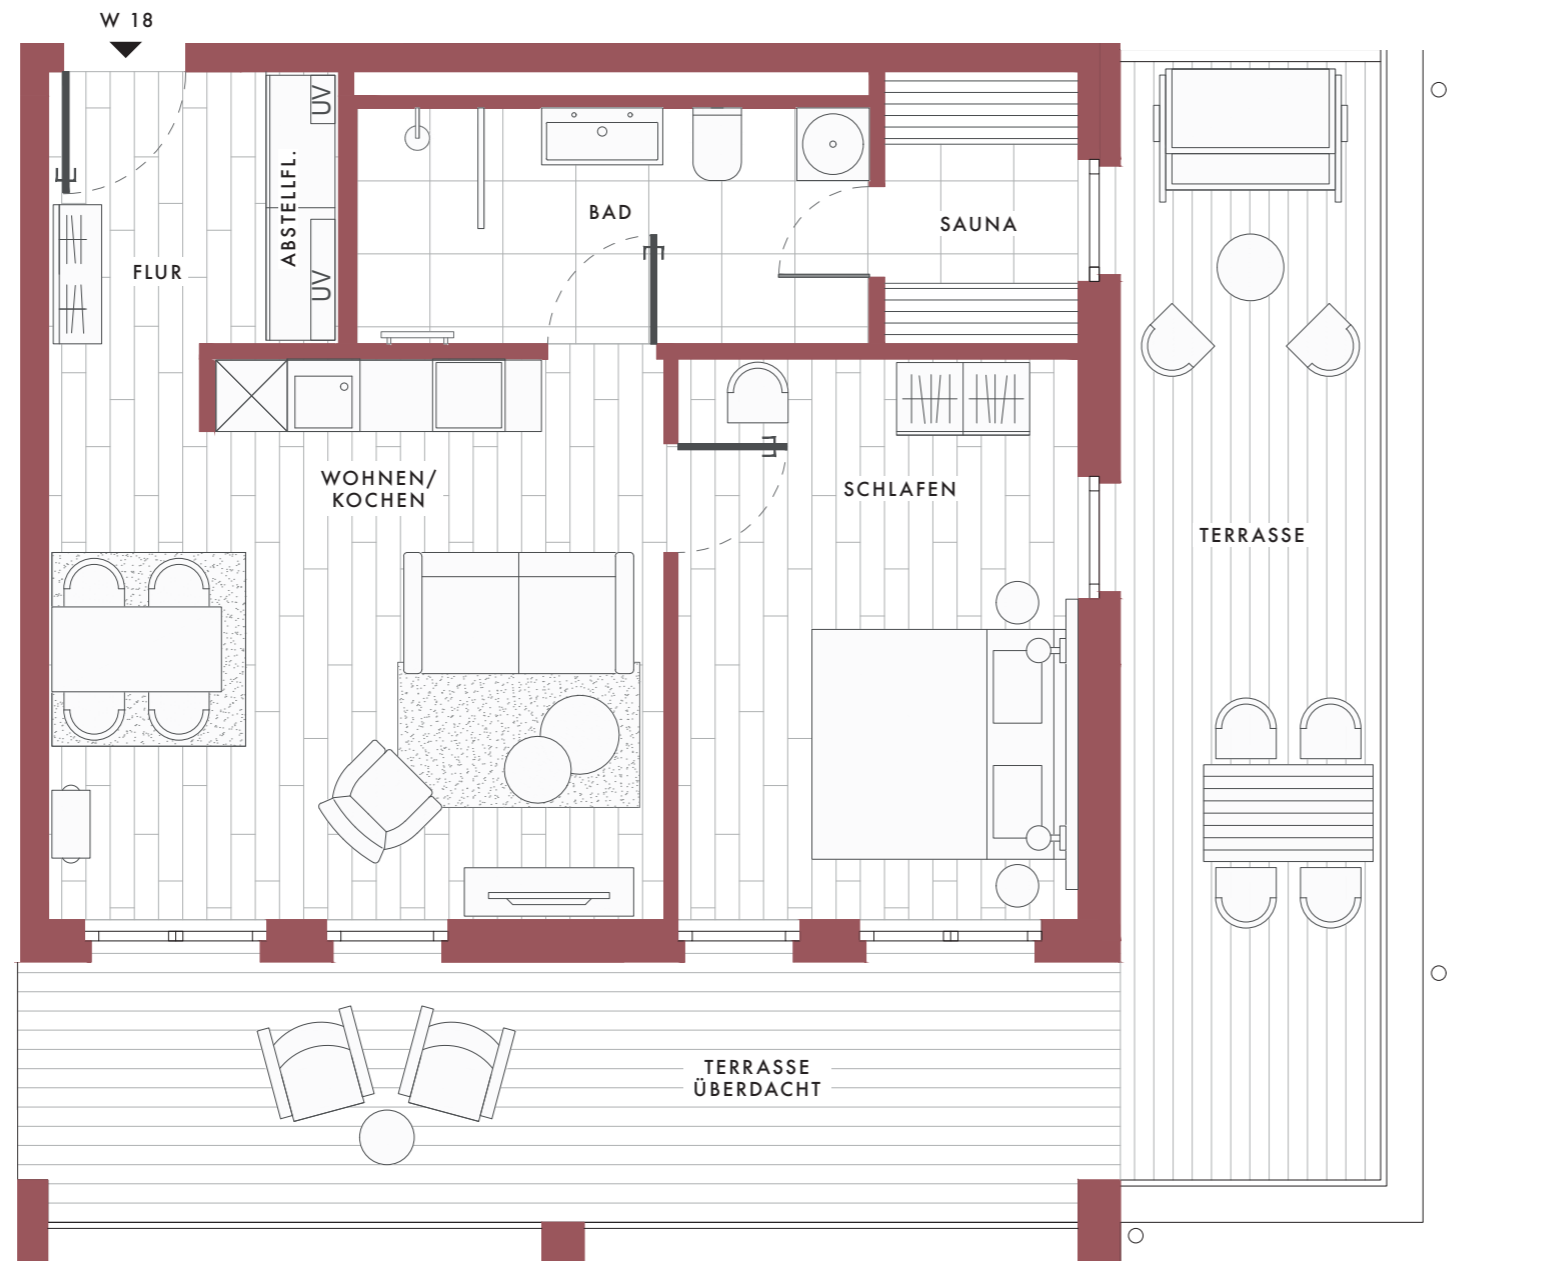 W 18
UV
ABSTELLFL.
BAD
SAUNA
FLUR
UV
WOHNEN/
KOCHEN
SCHLAFEN
TERRASSE
TERRASSE
ÜBERDACHT